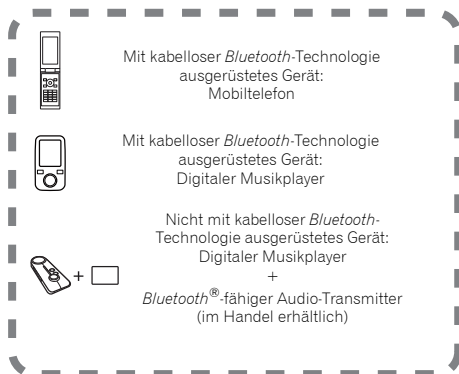 Mit kabelloser Bluetooth-Technologie
ausgerüstetes Gerät:
Mobiltelefon
Mit kabelloser Bluetooth-Technologie
ausgerüstetes Gerät:
Digitaler Musikplayer
Nicht mit kabelloser Bluetooth-
Technologie ausgerüstetes Gerät:
Digitaler Musikplayer
+
+
Bluetooth®-fähiger Audio-Transmitter
(im Handel erhältlich)